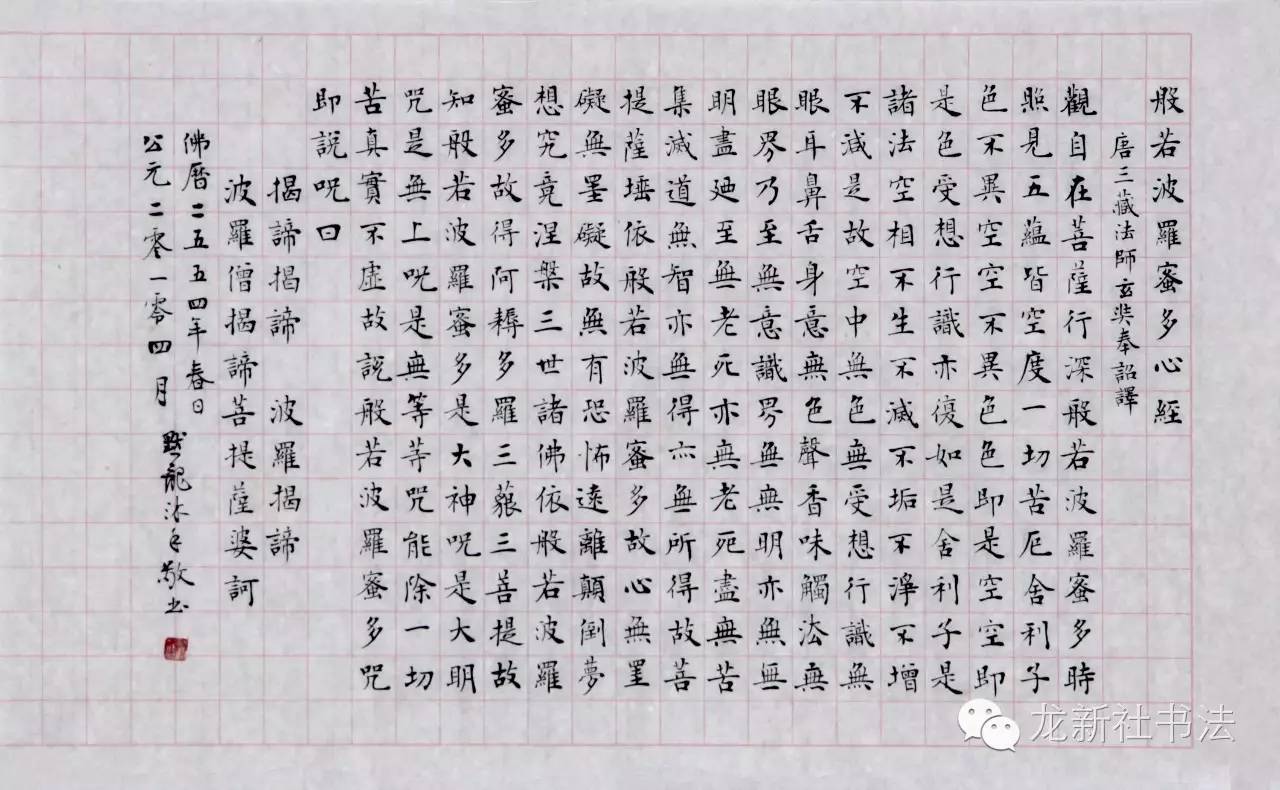 般若波羅蜜多心經
唐三藏法師玄奘奉詔譯
觀自在菩薩行深般若波羅蜜多時
照見五蘊皆空度一切苦厄舍利子
色不異空空不異色色即是空空即
是色受想行識亦復如是舍利子是
諸法空相不生不滅不垢不淨不增
不減是故空中無色無受想行識無
眼耳鼻舌身意無色聲香味觸法無
眼界乃至無意識界無無明亦無無
明盡廼至無老死亦無老死盡無苦
集滅道無智亦無得以無所得故菩
提薩埵依般若波羅蜜多故心無罣
礙無罣礙故無有恐怖遠離顛倒夢
想究竟涅槃三世諸佛依般若波羅
蜜多故得阿耨多羅三藐三菩提故
知般若波羅蜜多是大神呪是大明
咒是無上呪是無等等咒能除一切
苦真實不虛故說般若波羅蜜多咒
即說呪曰
揭諦揭諦 波羅揭諦
波羅僧揭諦菩提薩婆訶
佛曆二五五四年春日
公元二零一零四月 默龍沐手敬书
龙新社书法